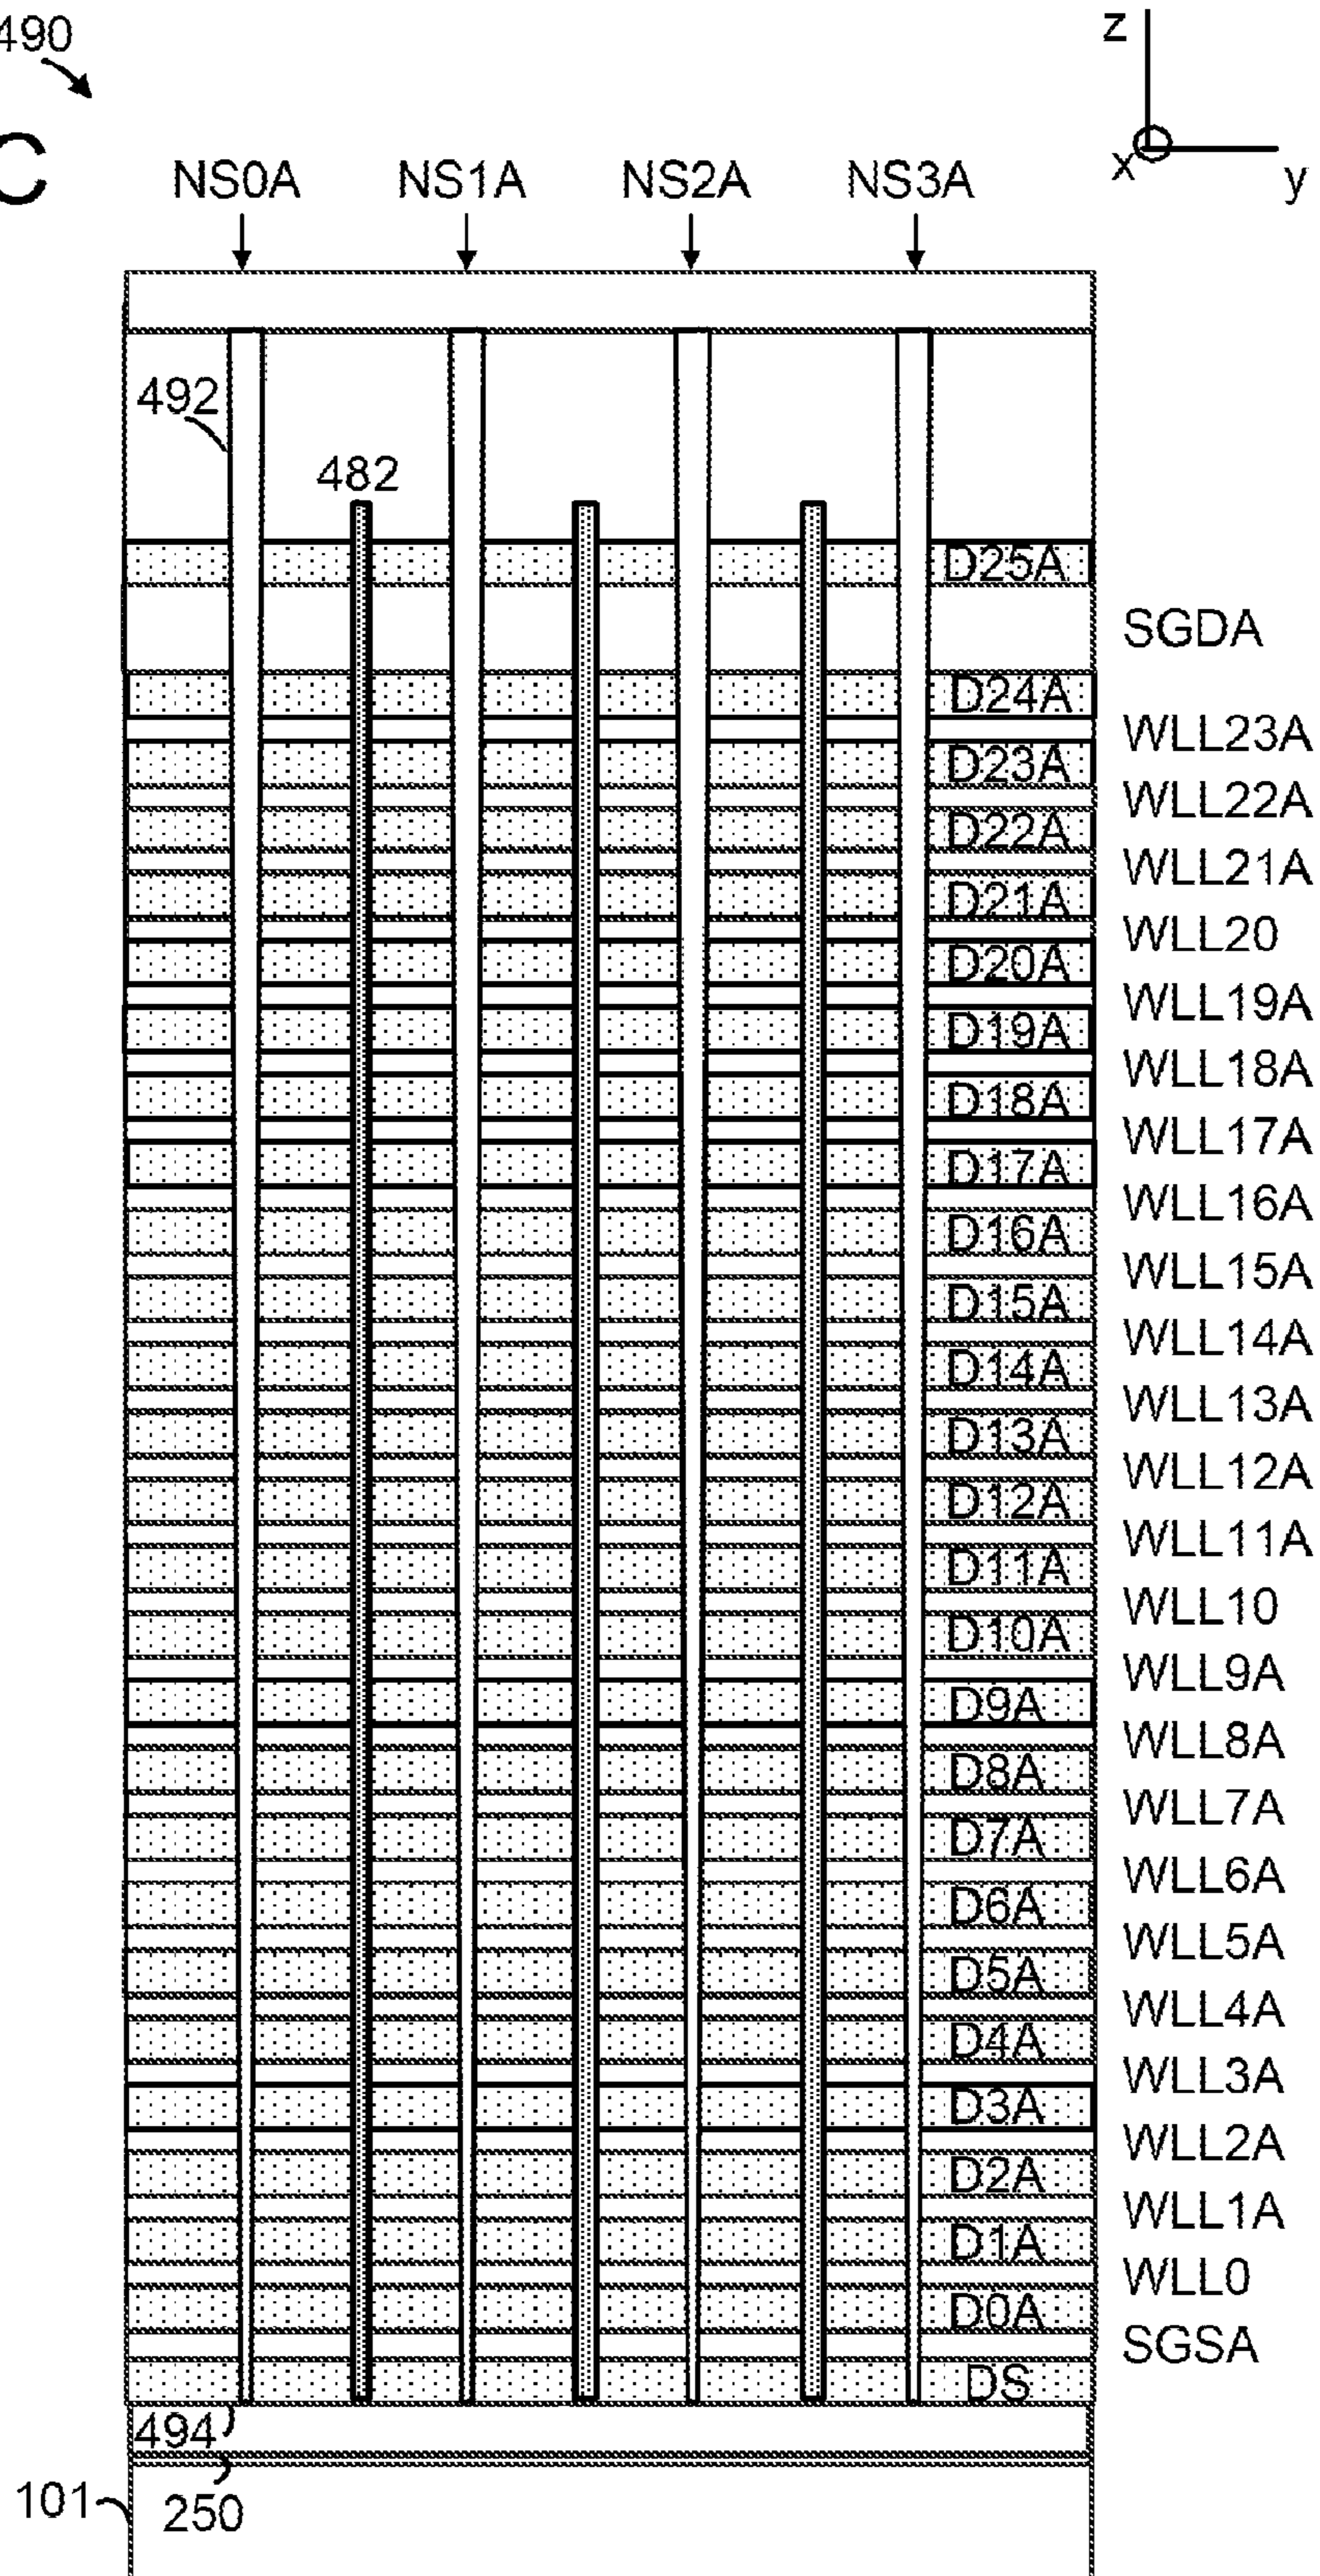 490
z
C
x
y
NS0A NS1A NS2A NS3A
492
482
D25A
SGDA
D24A
WLL23A
D23A
WLL22A
D22A
WLL21A
D21A
WLL20
D20A
WLL19A
D19A
WLL18A
D18A
WLL17A
D17A
WLL16A
D16A
WLL15A
D15A
WLL14A
D14A
WLL13A
D13A
WLL12A
D12A
WLL11A
D11A
WLL10
D10A
WLL9A
D9A
WLL8A
D8A
WLL7A
D7A
WLL6A
D6A
WLL5A
D5A
WLL4A
D4A
WLL3A
D3A
WLL2A
D2A
WLL1A
D1A
WLL0
D0A
SGSA
DS
494
101
250